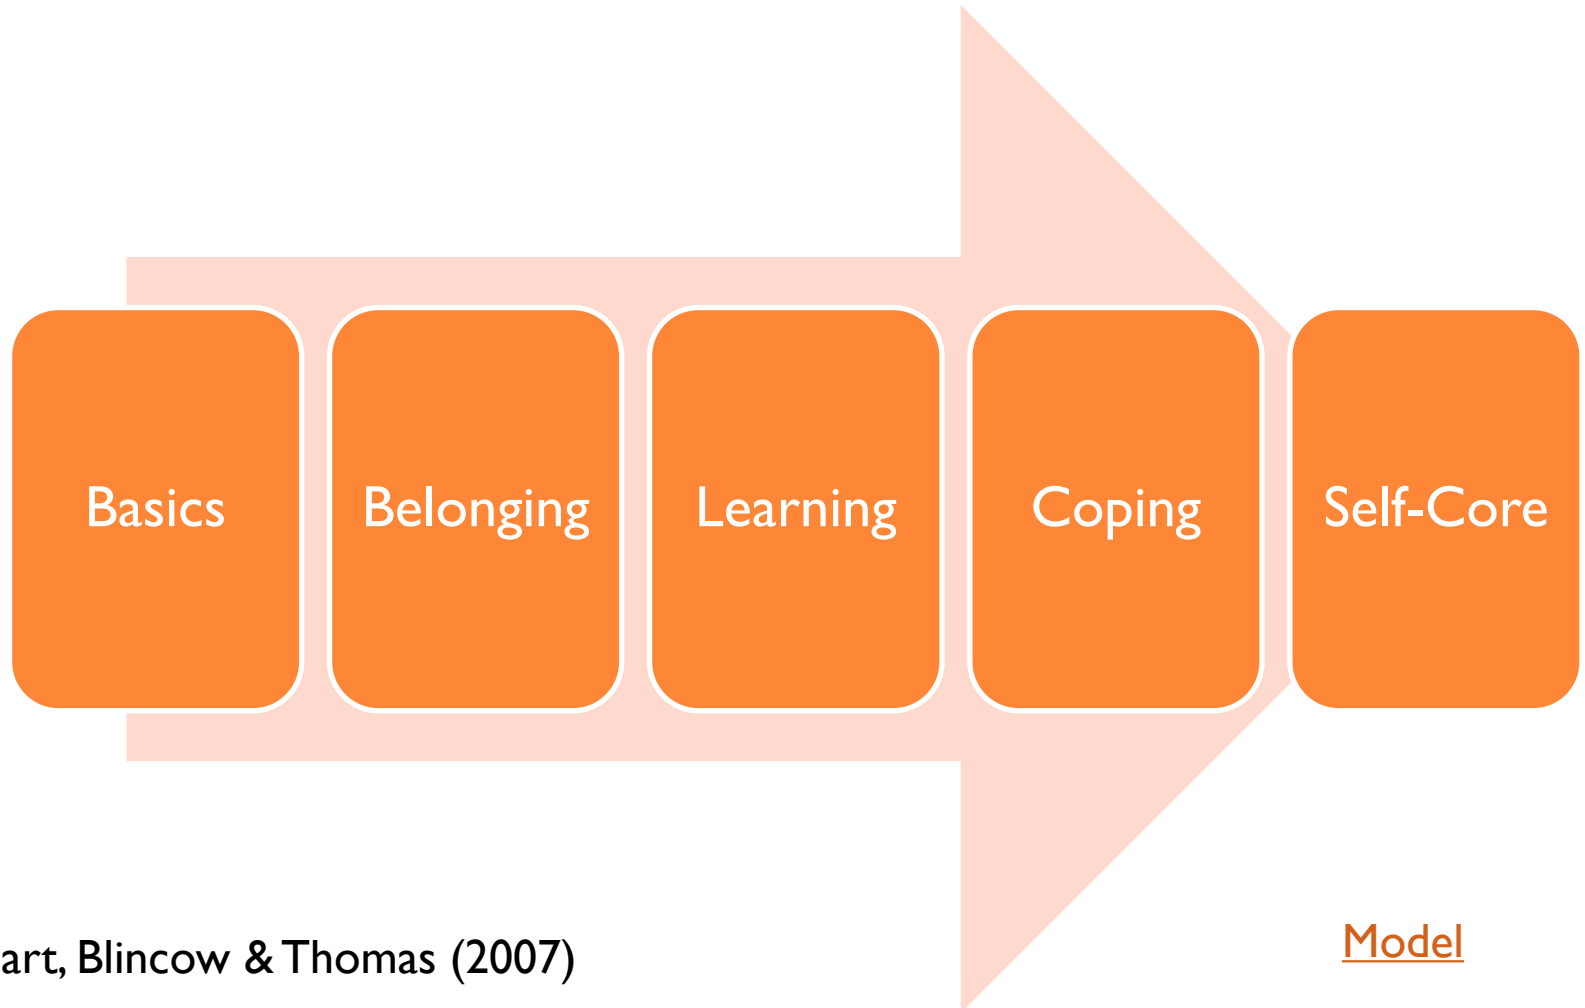 Basics
Belonging
Learning
Coping
Self-Core
art, Blincow & Thomas (2007)
Model